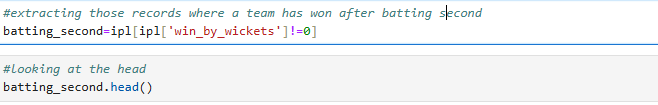 #extracting those records where a team has won after batting second
batting_second=ipl[ipl['win_by_wickets']!=0]
#looking at the head
batting_second.head()